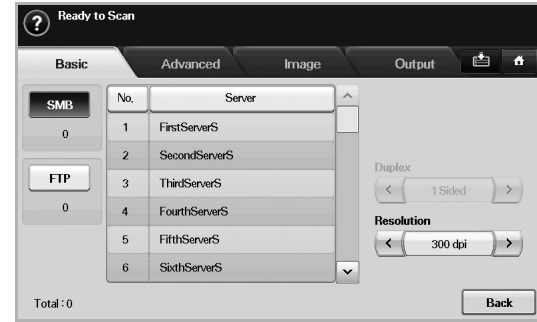 ? Ready to Scan
Basic Advanced Image Output
SMB
0
FTP
0
No. Server
1 FirstServerS
2 SecondServerS
3 ThirdServerS
4 FourthServerS
5 FifthServerS
6 SixthServerS
Duplex
< 1 Sided >
Resolution
< 300 dpi >
Total : 0
Back